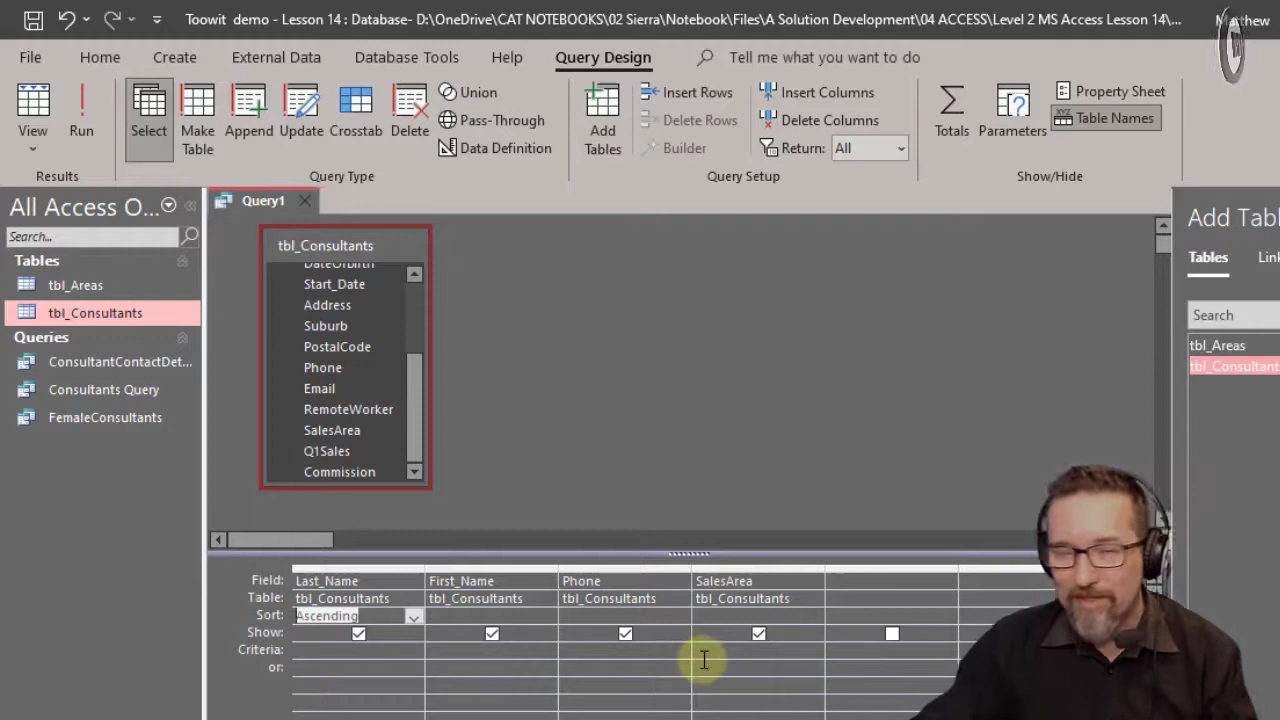 Toowit demo - Lesson 14 : Database- D:\OneDrive\CAT NOTEBOOKS\02 Sierra\Notebook\Files\A Solution Development\04 ACCESS\Level 2 MS Access Lesson 14\...
Matthew
File Home Create External Data Database Tools Help Query Design Tell me what you want to do
View
Run
Select
Make Table
Append
Update
Crosstab
Delete
Union
Pass-Through
Data Definition
Add Tables
Insert Rows
Delete Rows
Builder
Insert Columns
Delete Columns
Return: All
Totals
Parameters
Property Sheet
Table Names
Results Query Type Query Setup Show/Hide
All Access O...
Search...
Tables
tbl_Areas
tbl_Consultants
Queries
ConsultantContactDet...
Consultants Query
FemaleConsultants
Query1
tbl_Consultants
DateOfBirth
Start_Date
Address
Suburb
PostalCode
Phone
Email
RemoteWorker
SalesArea
Q1Sales
Commission
Field: Last_Name First_Name Phone SalesArea
Table: tbl_Consultants tbl_Consultants tbl_Consultants tbl_Consultants
Sort: Ascending
Show:
Criteria:
or:
Add Tabl
Tables Lin
Search
tbl_Areas
tbl_Consultant